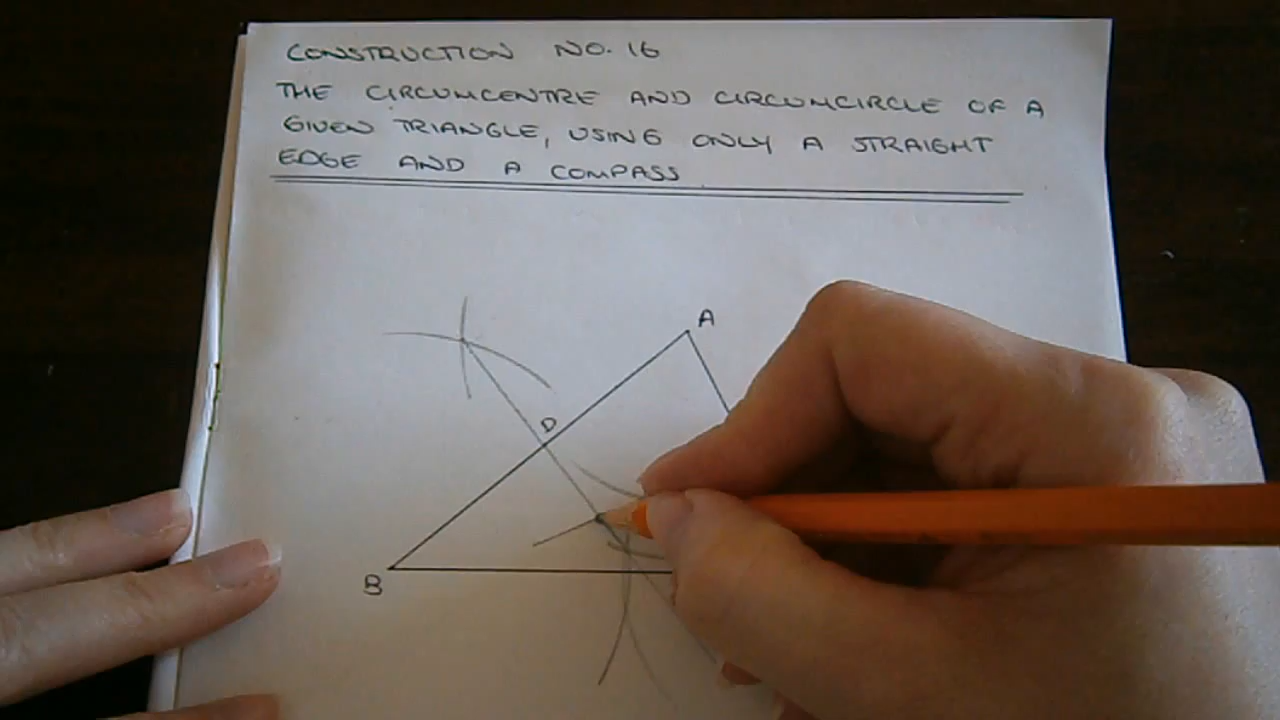 CONSTRUCTION NO. 16
THE CIRCUMCENTRE AND CIRCUMCIRCLE OF A
GIVEN TRIANGLE, USING ONLY A STRAIGHT
EDGE AND A COMPASS
A
D
B